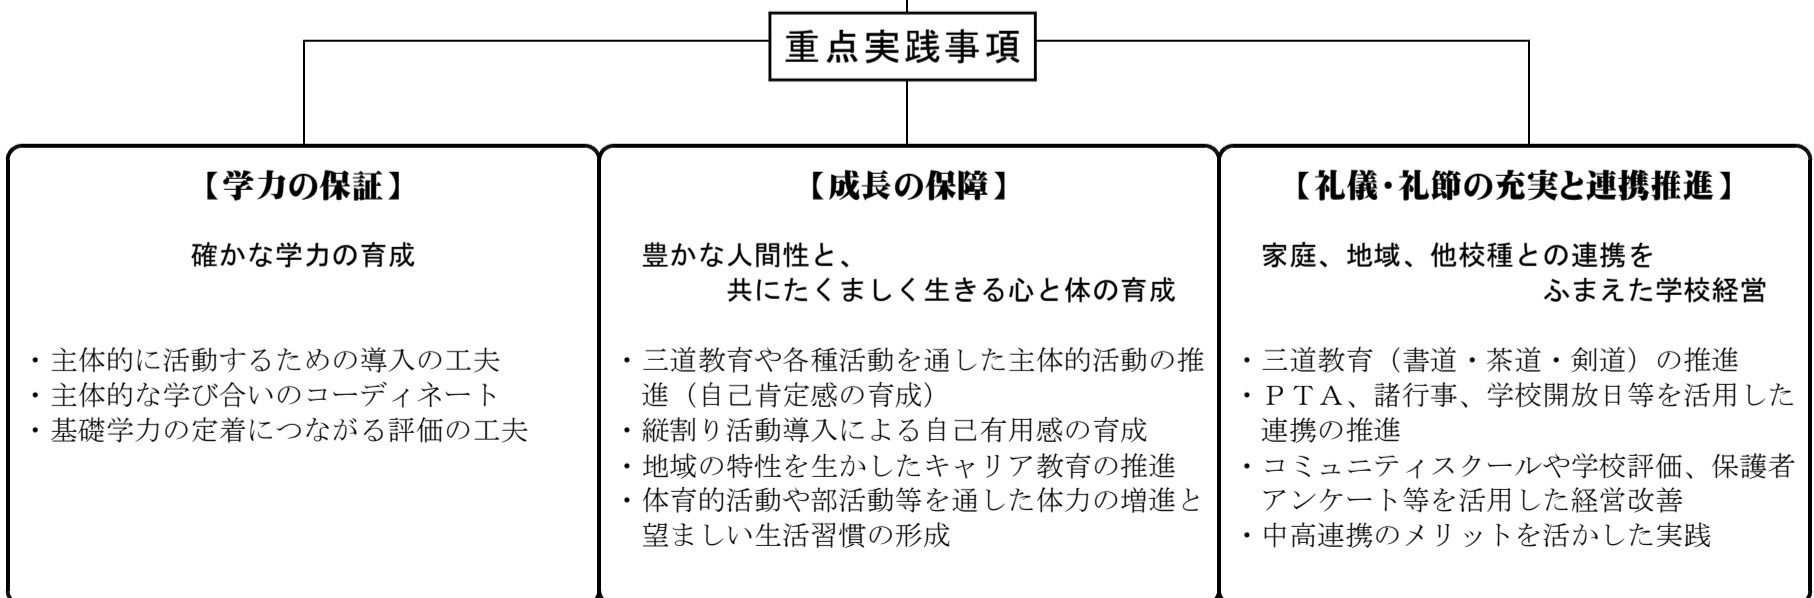 重点実践事項
【学力の保証】
確かな学力の育成
・主体的に活動するための導入の工夫
・主体的な学び合いのコーディネート
・基礎学力の定着につながる評価の工夫
【成長の保障】
豊かな人間性と、
共にたくましく生きる心と体の育成
・三道教育や各種活動を通した主体的活動の推
進（自己肯定感の育成）
・縦割り活動導入による自己有用感の育成
・地域の特性を生かしたキャリア教育の推進
・体育的活動や部活動等を通した体力の増進と
望ましい生活習慣の形成
【礼儀・礼節の充実と連携推進】
家庭、地域、他校種との連携を
ふまえた学校経営
・三道教育（書道・茶道・剣道）の推進
・ＰＴＡ、諸行事、学校開放日等を活用した
連携の推進
・コミュニティスクールや学校評価、保護者
アンケート等を活用した経営改善
・中高連携のメリットを活かした実践